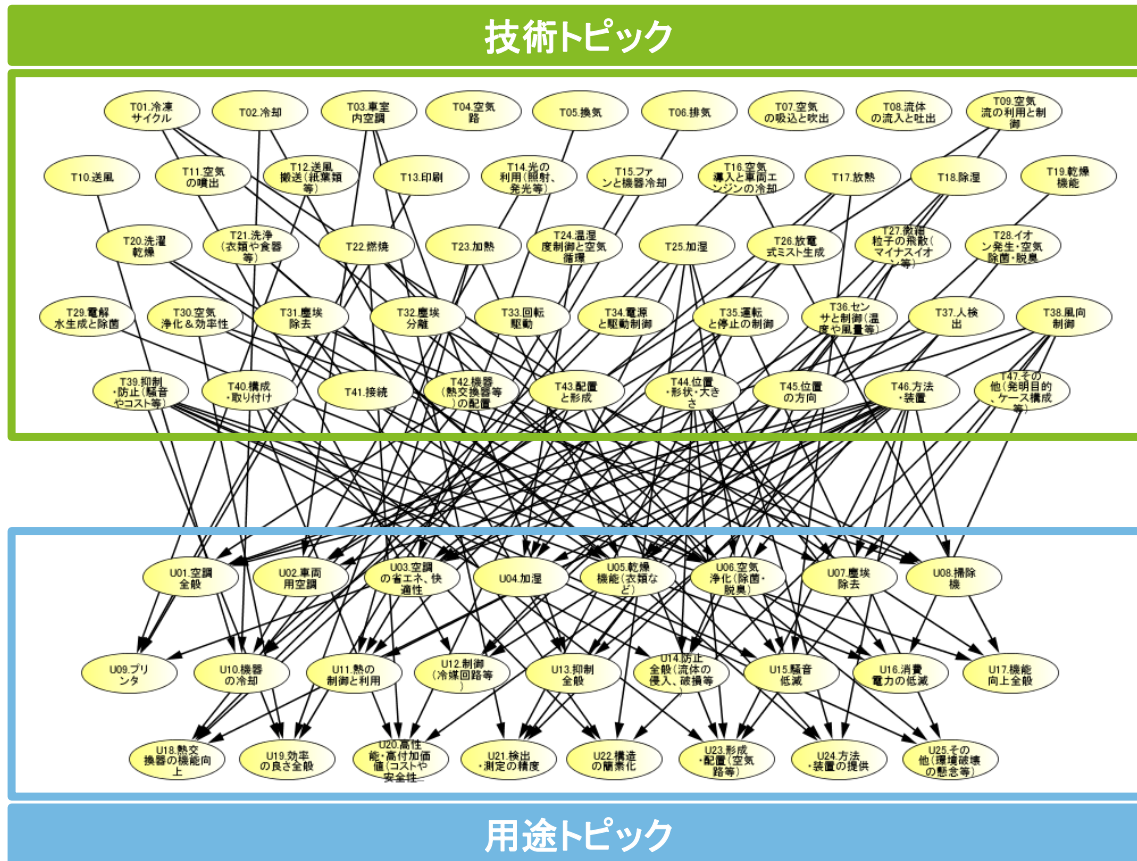 技術トピック
T01.冷凍
サイクル
T02.冷却
T03.車室
内空調
T04.空気
路
T05.換気
T06.排気
T07.空気
の吸込と吹出
T08.流体
の流入と吐出
T09.空気
流の利用と制
御
T10.送風
T11.空気
の噴出
T12.送風
搬送(紙葉類
等)
T13.印刷
T14.光の
利用(照射、
発光等)
T15.ファ
ンと機器冷却
T16.空気
導入と車両エ
ンジンの冷却
T17.放熱
T18.除湿
T19.乾燥
機能
T20.洗濯
乾燥
T21.洗浄
(衣類や食器
等)
T22.燃焼
T23.加熱
T24.温湿
度制御と空気
循環
T25.加湿
T26.放電
式ミスト生成
T27.微細
粒子の飛散(
マイナスイオ
ン等)
T28.イオ
ン発生・空気
除菌・脱臭
T29.電解
水生成と除菌
T30.空気
浄化&効率性
T31.塵埃
除去
T32.塵埃
分離
T33.回転
駆動
T34.電源
と駆動制御
T35.運転
と停止の制御
T36.セン
サと制御(温
度や風量等)
T37.人検
出
T38.風向
制御
T39.抑制
・防止(騒音
やコスト等)
T40.構成
・取り付け
T41.接続
T42.機器
(熱交換器等
)の配置
T43.配置
と形成
T44.位置
・形状・大き
さ
T45.位置
の方向
T46.方法
・装置
T47.その
他(発明目的
、ケース構成
等)
U01.空調
全般
U02.車両
用空調
U03.空調
の省エネ、快
適性
U04.加湿
U05.乾燥
機能(衣類な
ど)
U06.空気
浄化(除菌・
脱臭)
U07.塵埃
除去
U08.掃除
機
U09.プリ
ンタ
U10.機器
の冷却
U11.熱の
制御と利用
U12.制御
(冷媒回路等
)
U13.抑制
全般
U14.防止
全般(流体の
侵入、破損等)
U15.騒音
低減
U16.消費
電力の低減
U17.機能
向上全般
U18.熱交
換器の機能向
上
U19.効率
の良さ全般
U20.高性
能・高付加価
値(コストや
安全性...
U21.検出
・測定の精度
U22.構造
の簡素化
U23.形成
・配置(空気
路等)
U24.方法
・装置の提供
U25.その
他(環境破壊
の懸念等)
用途トピック